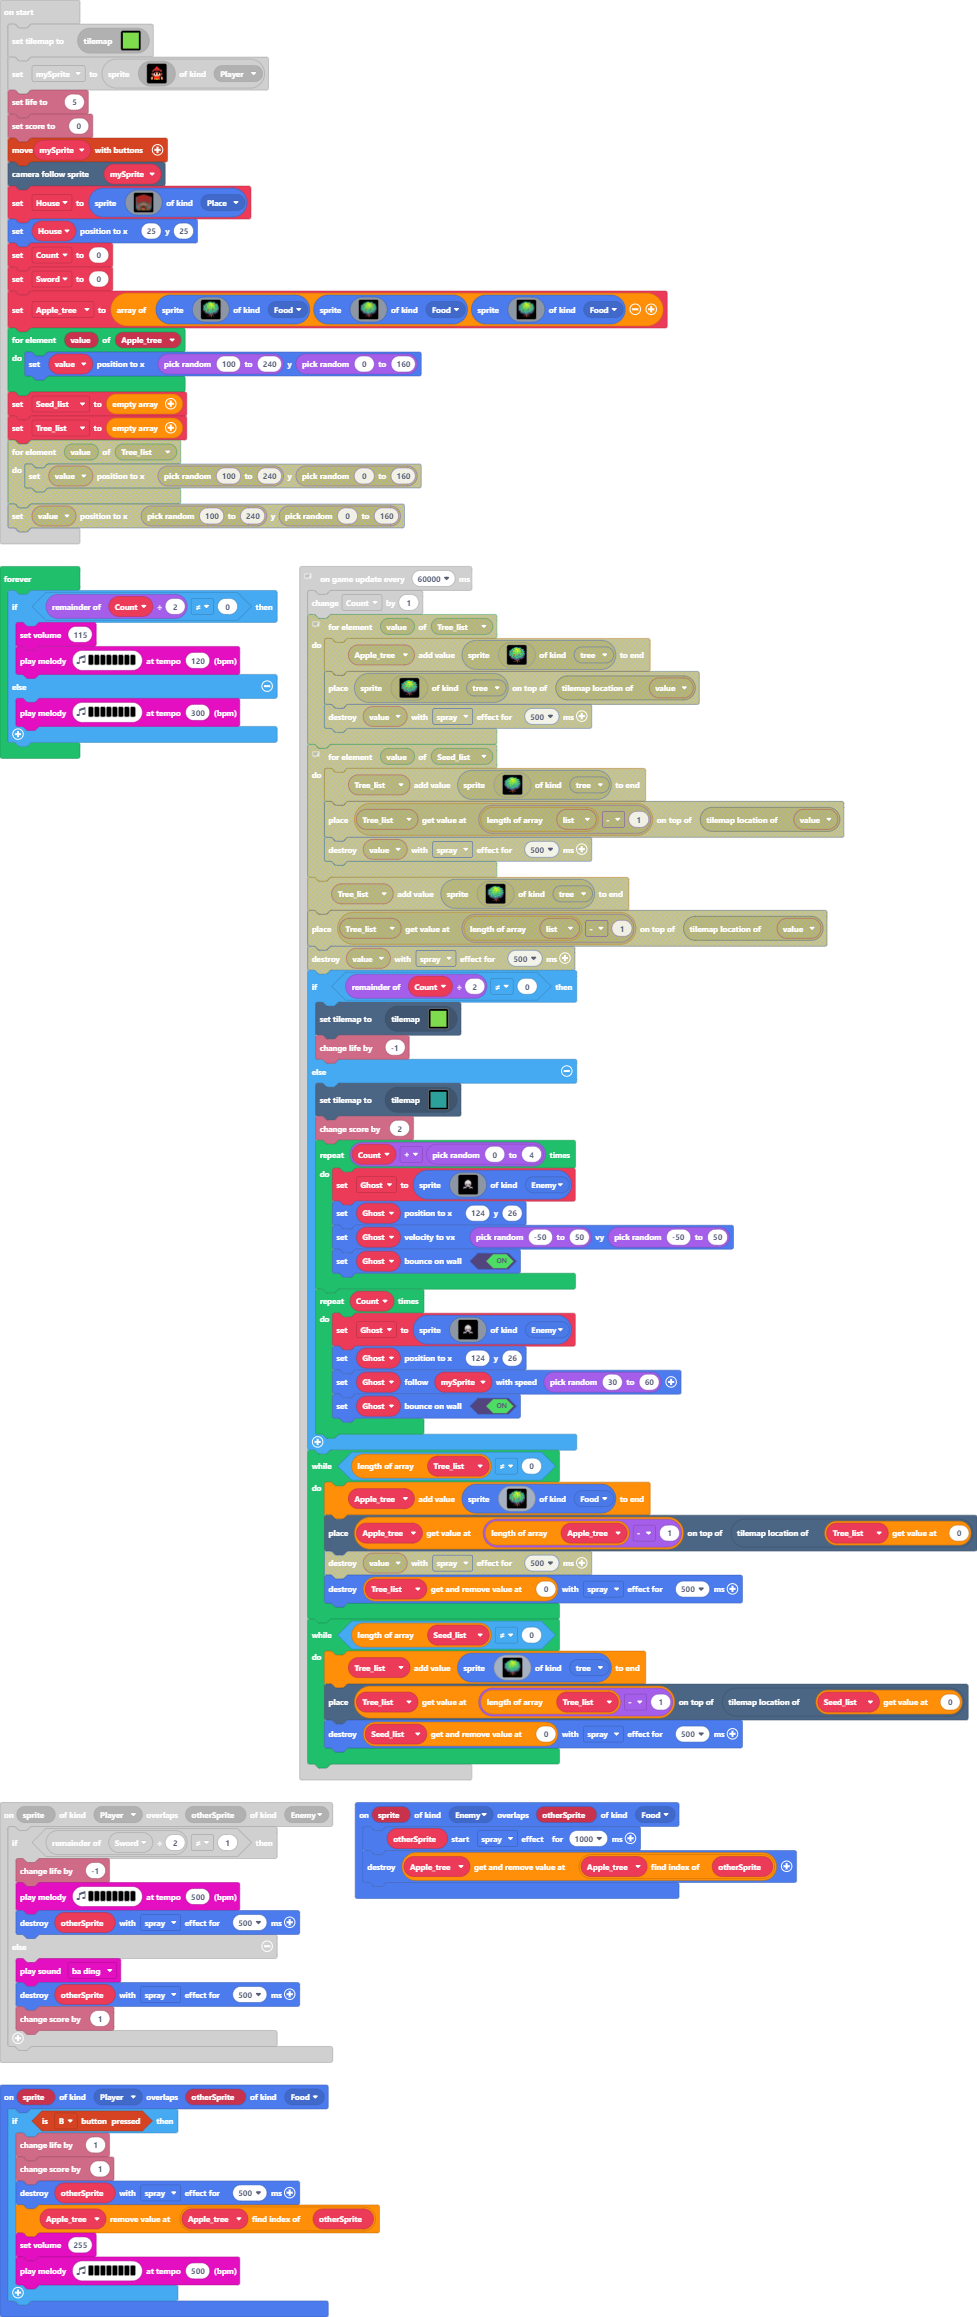 on start
set tilemap to tilemap
set mySprite to sprite of kind Player
set life to 5
set score to 0
move mySprite with buttons
camera follow sprite mySprite
set House to sprite of kind Place
set House position to x 25 y 25
set Count to 0
set Sword to 0
set Apple_tree to array of sprite of kind Food sprite of kind Food sprite of kind Food
for element value of Apple_tree
do set value position to x pick random 100 to 240 y pick random 0 to 160
set Seed_list to empty array
set Tree_list to empty array
for element value of Tree_list
do set value position to x pick random 100 to 240 y pick random 0 to 160
set value position to x pick random 100 to 240 y pick random 0 to 160
forever
if remainder of Count ÷ 2 ≠ 0 then
set volume 115
play melody at tempo 120 (bpm)
else
play melody at tempo 300 (bpm)
on game update every 60000 ms
change Count by 1
for element value of Tree_list
do Apple_tree add value sprite of kind tree to end
place sprite of kind tree on top of tilemap location of value
destroy value with spray effect for 500 ms
for element value of Seed_list
do Tree_list add value sprite of kind tree to end
place Tree_list get value at length of array list - 1 on top of tilemap location of value
destroy value with spray effect for 500 ms
Tree_list add value sprite of kind tree to end
place Tree_list get value at length of array list - 1 on top of tilemap location of value
destroy value with spray effect for 500 ms
if remainder of Count ÷ 2 ≠ 0 then
set tilemap to tilemap
change life by -1
else
set tilemap to tilemap
change score by 2
repeat Count + pick random 0 to 4 times
do set Ghost to sprite of kind Enemy
set Ghost position to x 124 y 26
set Ghost velocity to vx pick random -50 to 50 vy pick random -50 to 50
set Ghost bounce on wall ON
repeat Count times
do set Ghost to sprite of kind Enemy
set Ghost position to x 124 y 26
set Ghost follow mySprite with speed pick random 30 to 60
set Ghost bounce on wall ON
while length of array Tree_list ≠ 0
do Apple_tree add value sprite of kind Food to end
place Apple_tree get value at length of array Apple_tree - 1 on top of tilemap location of Tree_list get value at 0
destroy value with spray effect for 500 ms
destroy Tree_list get and remove value at 0 with spray effect for 500 ms
while length of array Seed_list ≠ 0
do Tree_list add value sprite of kind tree to end
place Tree_list get value at length of array Tree_list - 1 on top of tilemap location of Seed_list get value at 0
destroy Seed_list get and remove value at 0 with spray effect for 500 ms
on sprite of kind Player overlaps otherSprite of kind Enemy
if remainder of Sword ÷ 2 ≠ 1 then
change life by -1
play melody at tempo 500 (bpm)
destroy otherSprite with spray effect for 500 ms
else
play sound ba ding
destroy otherSprite with spray effect for 500 ms
change score by 1
on sprite of kind Enemy overlaps otherSprite of kind Food
otherSprite start spray effect for 1000 ms
destroy Apple_tree get and remove value at Apple_tree find index of otherSprite
on sprite of kind Player overlaps otherSprite of kind Food
if is B button pressed then
change life by 1
change score by 1
destroy otherSprite with spray effect for 500 ms
Apple_tree remove value at Apple_tree find index of otherSprite
set volume 255
play melody at tempo 500 (bpm)